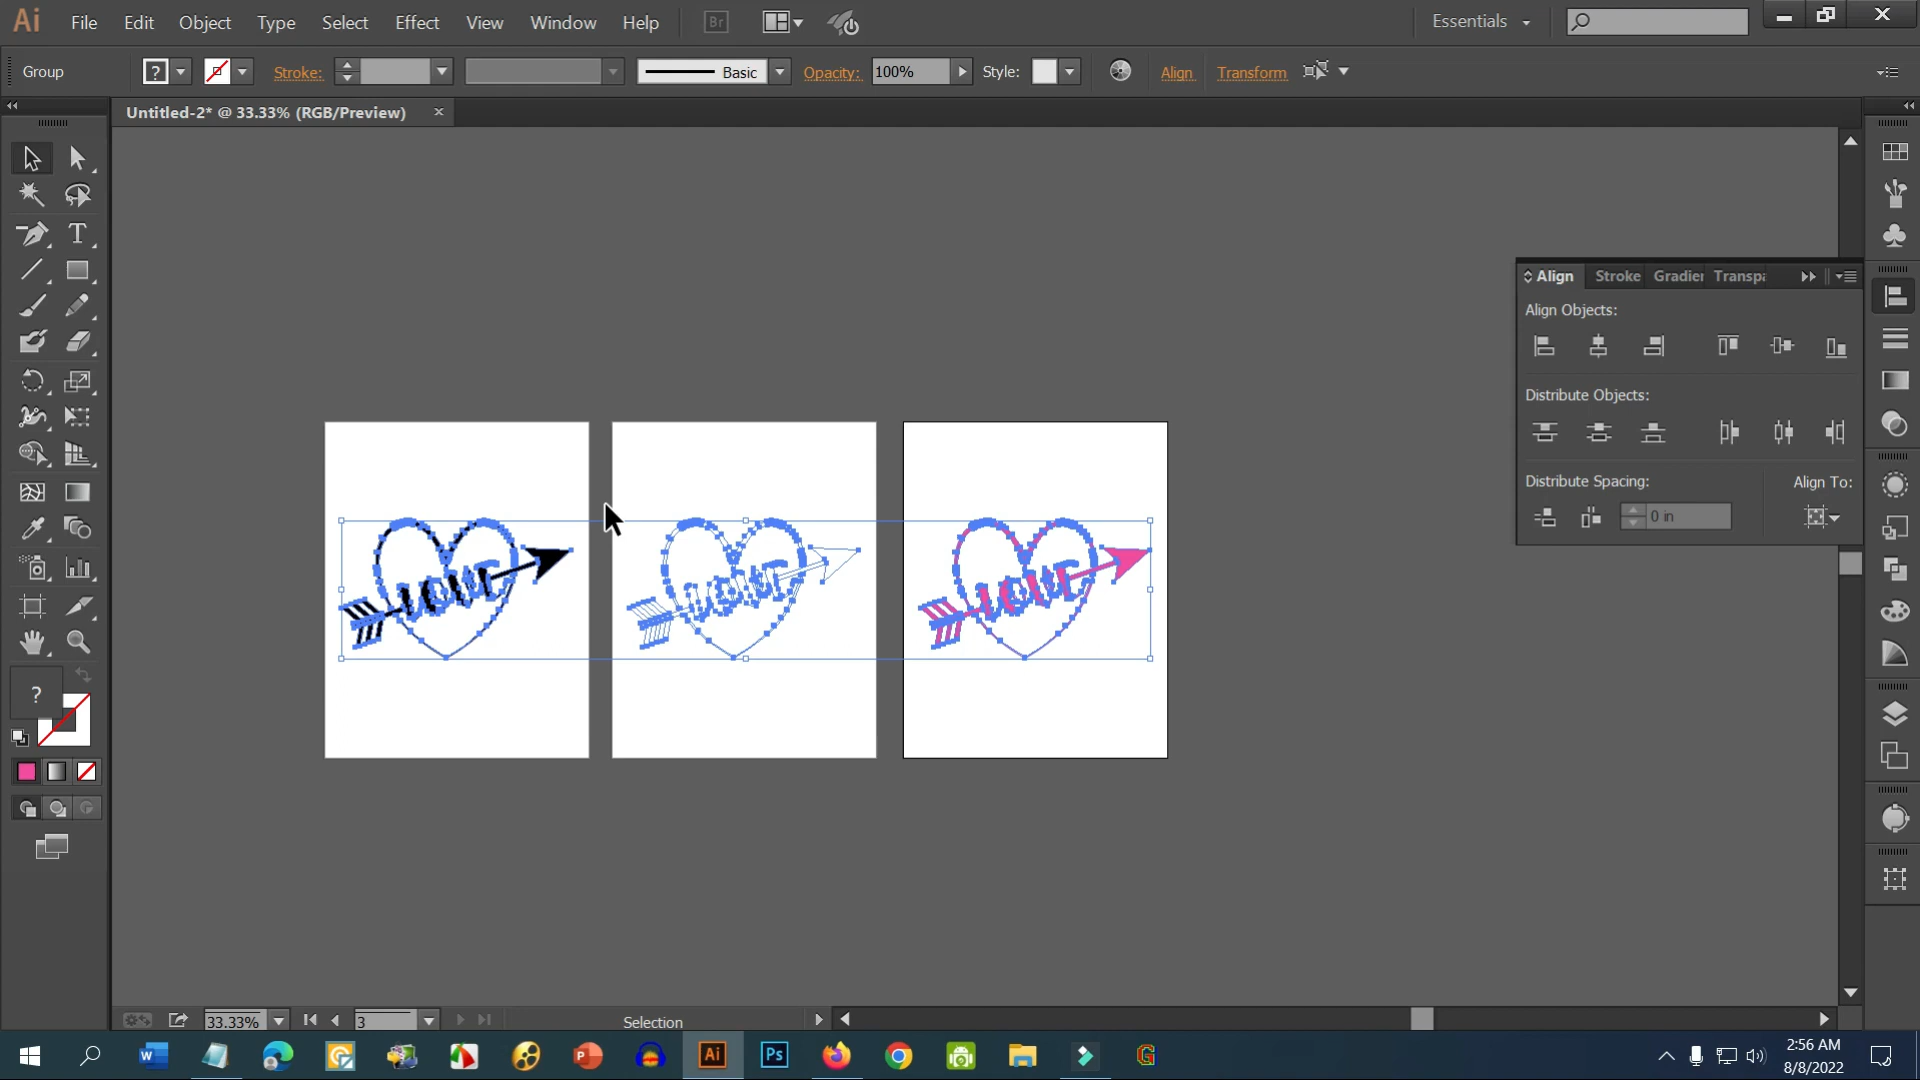 Ai File Edit Object Type Select Effect View Window Help Br Essentials
Group ? Stroke: Basic Opacity: 100% Style: Align Transform
Untitled-2* @ 33.33% (RGB/Preview) ×
Align Stroke Gradier Transpa
Align Objects:
Distribute Objects:
Distribute Spacing: Align To:
0 in
?
33.33% 3 Selection
2:56 AM
8/8/2022